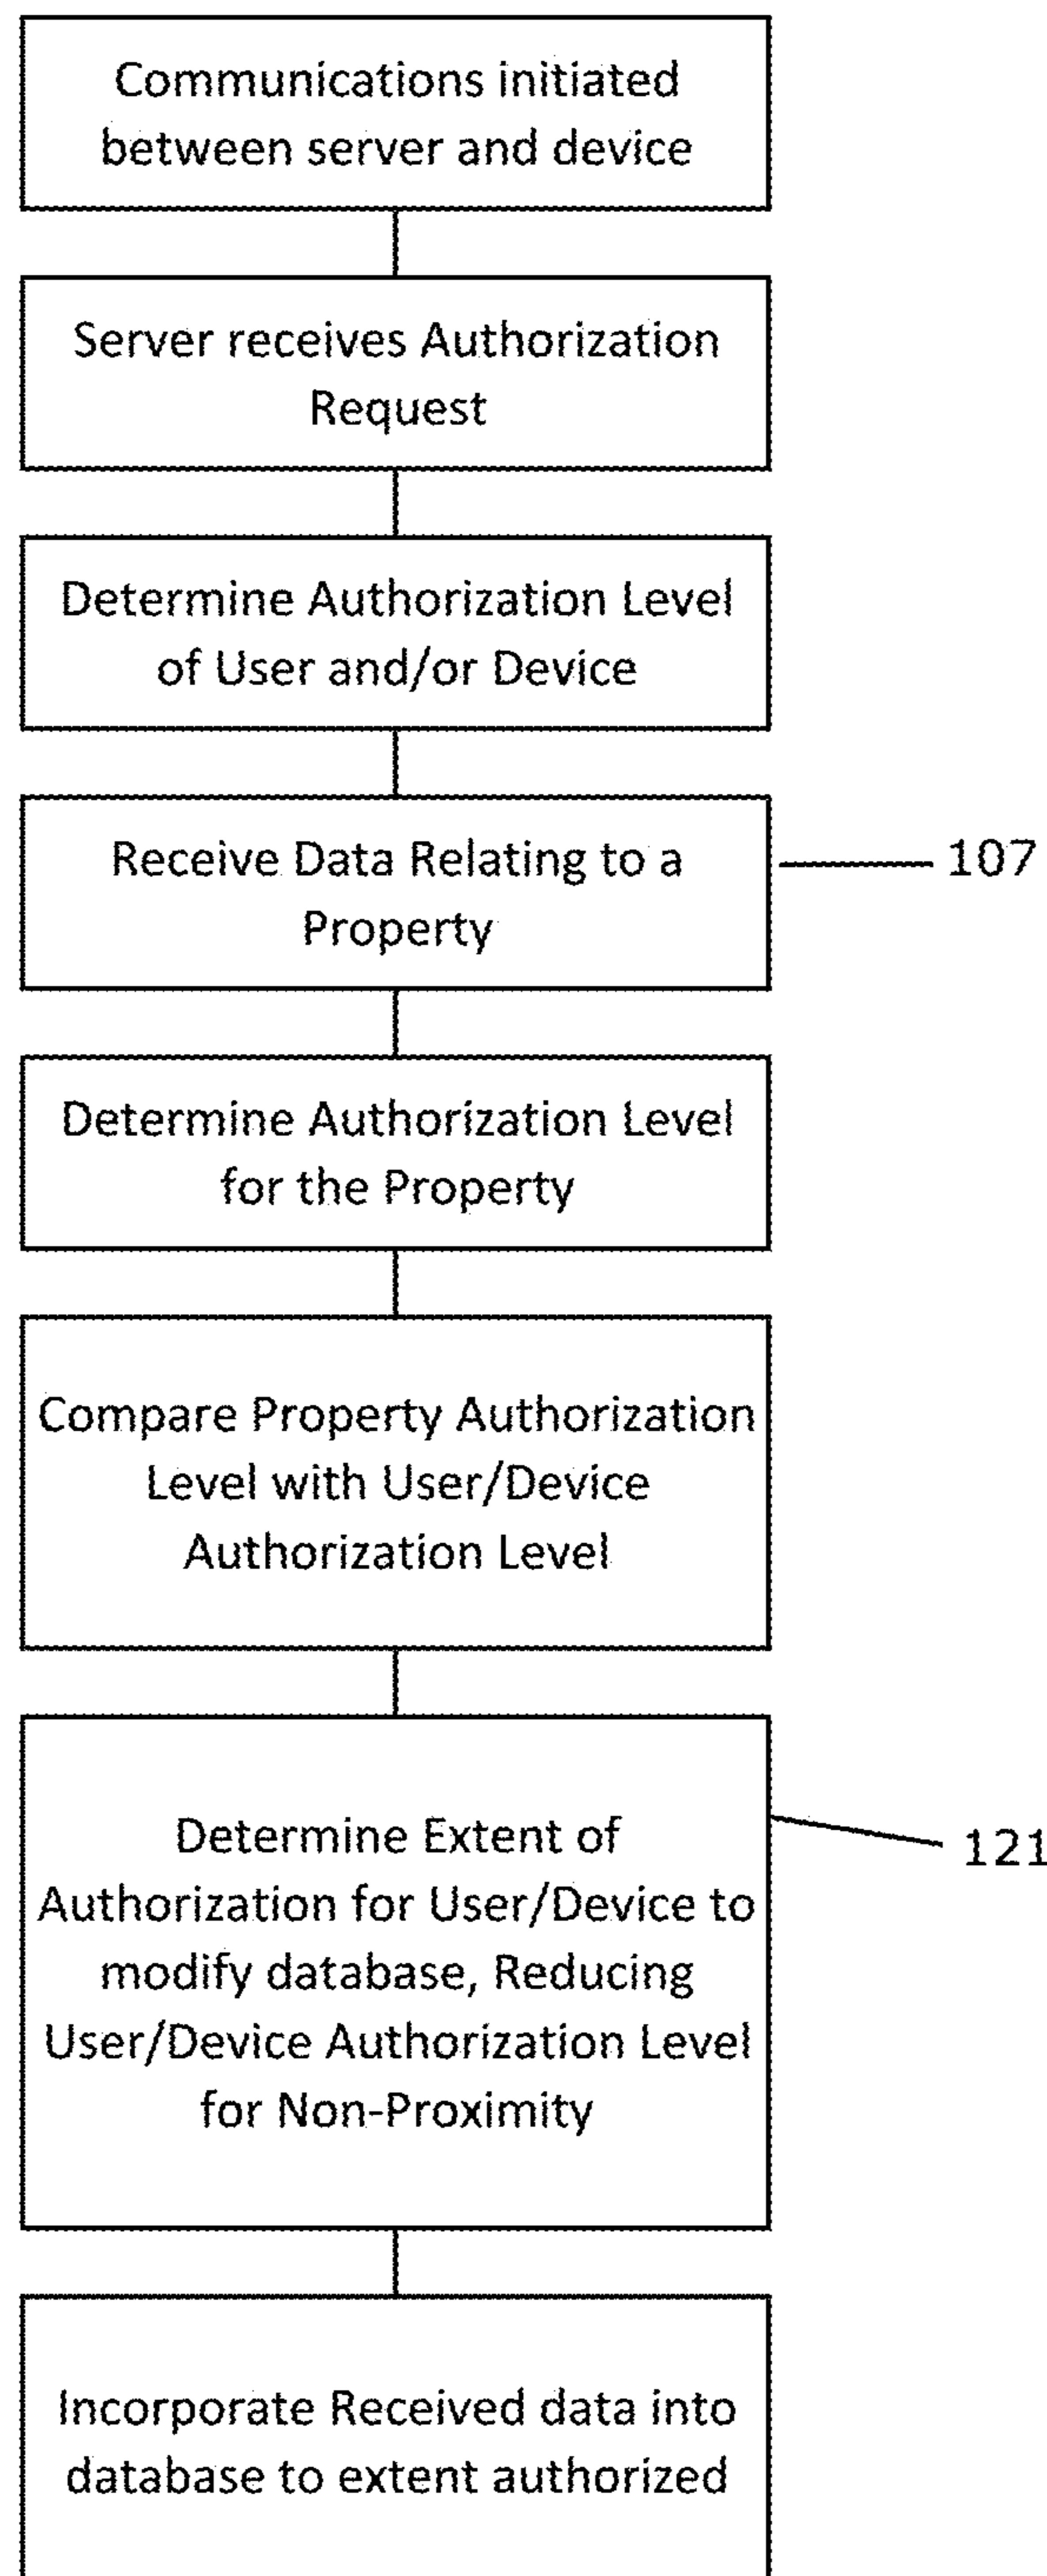 Communications initiated
between server and device
Server receives Authorization
Request
Determine Authorization Level
of User and/or Device
Receive Data Relating to a
Property
107
Determine Authorization Level
for the Property
Compare Property Authorization
Level with User/Device
Authorization Level
Determine Extent of
Authorization for User/Device to
modify database, Reducing
User/Device Authorization Level
for Non-Proximity
121
Incorporate Received data into
database to extent authorized